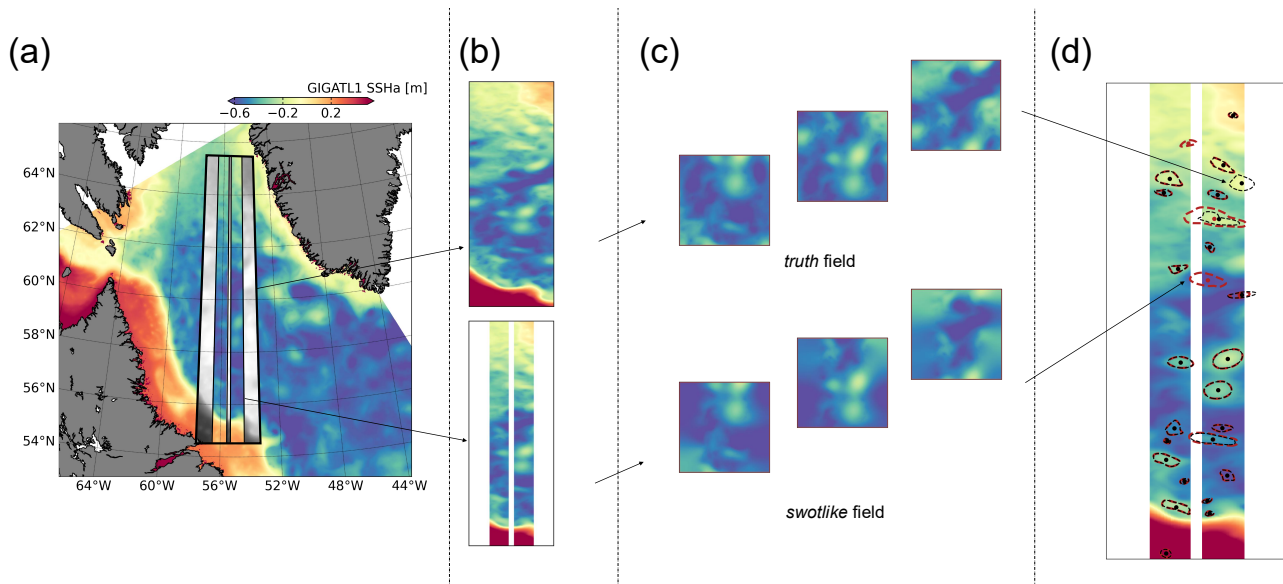 (a)
(b)
(c)
(d)
GIGATL1 SSHa [m]
−0.6 −0.2 0.2
64°N
62°N
60°N
58°N
56°N
54°N
64°W 60°W 56°W 52°W 48°W 44°W
truth field
swotlike field